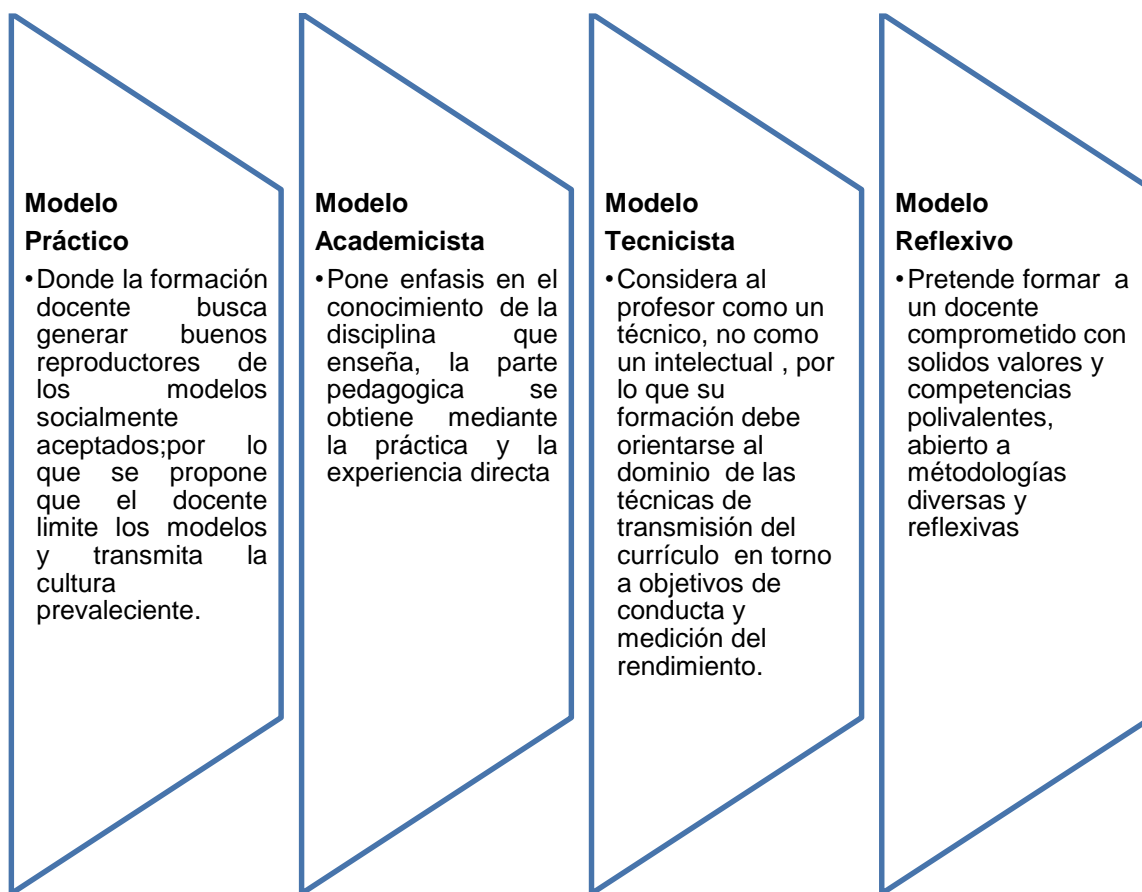 Modelo
Práctico
•Donde la formación
docente busca
generar buenos
reproductores de
los modelos
socialmente
aceptados;por lo
que se propone
que el docente
limite los modelos
y transmita la
cultura
prevaleciente.
Modelo
Academicista
•Pone enfasis en el
conocimiento de la
disciplina que
enseña, la parte
pedagogica se
obtiene mediante
la práctica y la
experiencia directa
Modelo
Tecnicista
•Considera al
profesor como un
técnico, no como
un intelectual , por
lo que su
formación debe
orientarse al
dominio de las
técnicas de
transmisión del
currículo en torno
a objetivos de
conducta y
medición del
rendimiento.
Modelo
Reflexivo
•Pretende formar a
un docente
comprometido con
solidos valores y
competencias
polivalentes,
abierto a
métodologías
diversas y
reflexivas